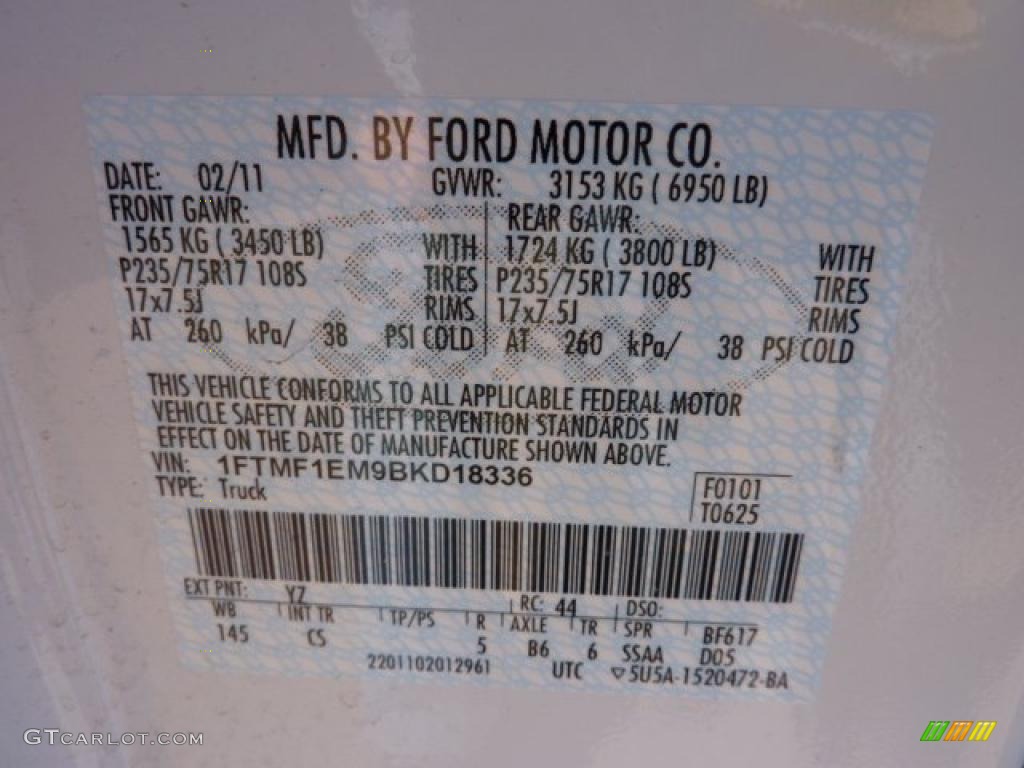 MFD. BY FORD MOTOR CO.
DATE: 02/11 GVWR: 3153 KG ( 6950 LB)
FRONT GAWR: REAR GAWR:
1565 KG ( 3450 LB) WITH 1724 KG ( 3800 LB) WITH
P235/75R17 108S TIRES P235/75R17 108S TIRES
17x7.5J RIMS 17x7.5J RIMS
AT 260 kPa/ 38 PSI COLD AT 260 kPa/ 38 PSI COLD
THIS VEHICLE CONFORMS TO ALL APPLICABLE FEDERAL MOTOR
VEHICLE SAFETY AND THEFT PREVENTION STANDARDS IN
EFFECT ON THE DATE OF MANUFACTURE SHOWN ABOVE.
VIN: 1FTMF1EM9BKD18336
TYPE: Truck
F0101
T0625
EXT PNT: YZ RC: 44 DSO:
WB INT TR TP/PS R AXLE TR SPR BF617
145 CS 5 B6 6 SSAA D05
2201102012961 UTC ▽5U5A-1520472-BA
GTCARLOT.COM